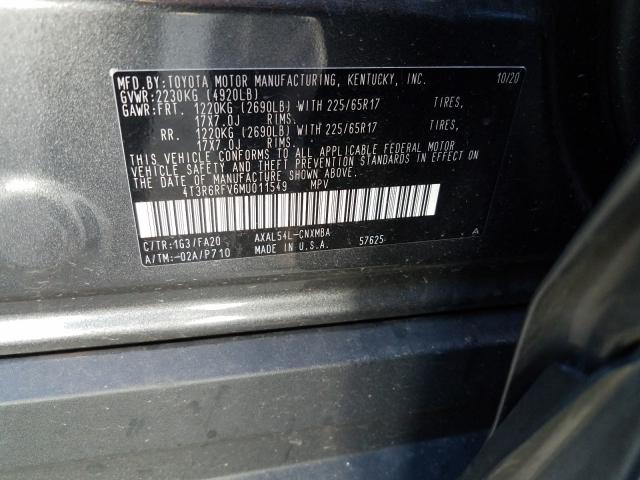 MFD.BY:TOYOTA MOTOR MANUFACTURING, KENTUCKY, INC. 10/20
GVWR:2230KG (4920LB)
GAWR:FRT. 1220KG (2690LB) WITH 225/65R17 TIRES,
17X7.0J RIMS.
RR. 1220KG (2690LB) WITH 225/65R17 TIRES,
17X7.0J RIMS.
THIS VEHICLE CONFORMS TO ALL APPLICABLE FEDERAL MOTOR
VEHICLE SAFETY AND THEFT PREVENTION STANDARDS IN EFFECT ON
THE DATE OF MANUFACTURE SHOWN ABOVE.
4T3R6RFV6MU011549 MPV
C/TR:1G3/FA20 AXAL54L-CNXMBA A
A/TM:-02A/P710 MADE IN U.S.A. 57625